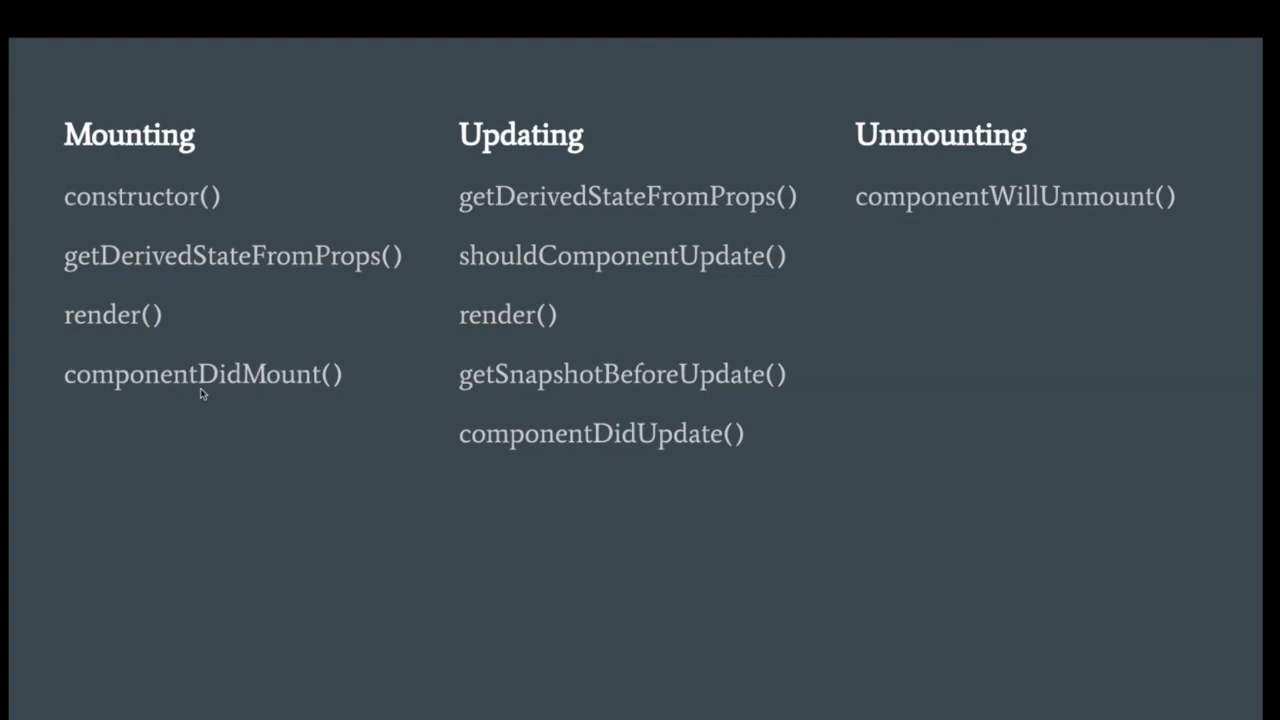 Mounting
constructor()
getDerivedStateFromProps()
render()
componentDidMount()
Updating
getDerivedStateFromProps()
shouldComponentUpdate()
render()
getSnapshotBeforeUpdate()
componentDidUpdate()
Unmounting
componentWillUnmount()